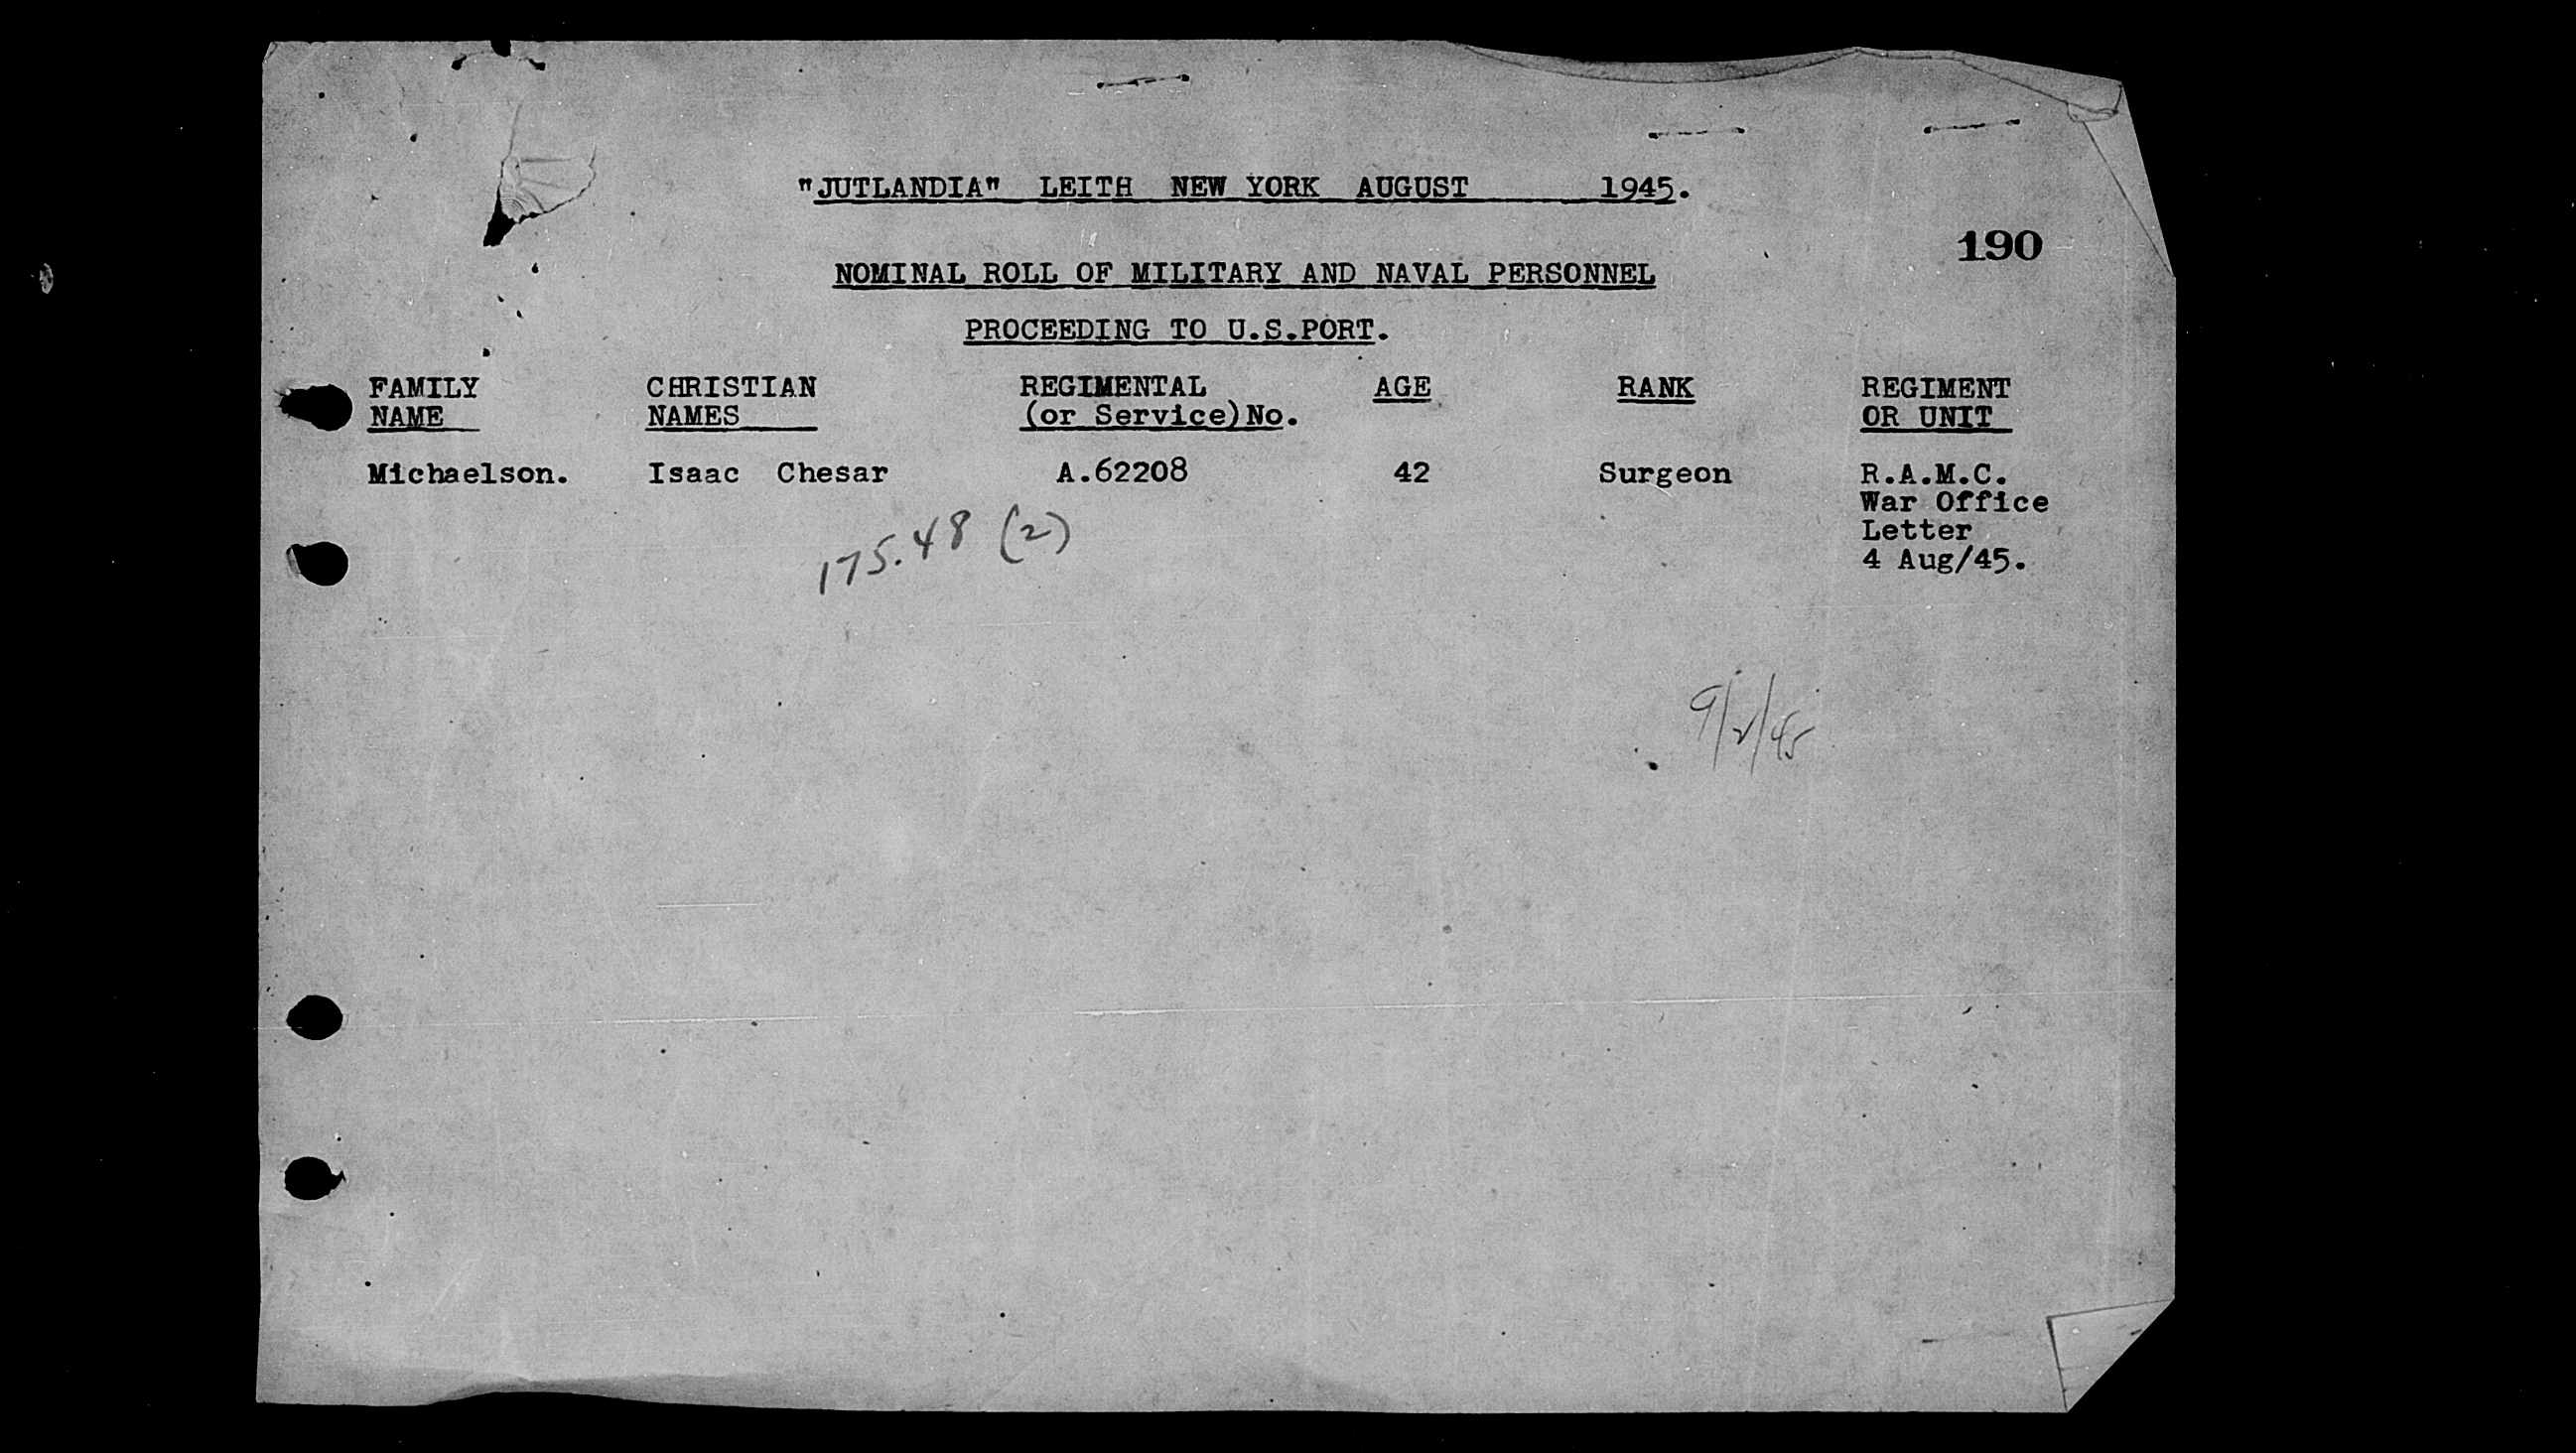 "JUTLANDIA" LEITH NEW YORK AUGUST 1945.
190
NOMINAL ROLL OF MILITARY AND NAVAL PERSONNEL
PROCEEDING TO U.S.PORT.
FAMILY CHRISTIAN REGIMENTAL AGE RANK REGIMENT
NAME NAMES (or Service)No. OR UNIT
Michaelson. Isaac Chesar A.62208 42 Surgeon R.A.M.C.
War Office
Letter
4 Aug/45.
175.48 (2)
9/2/45